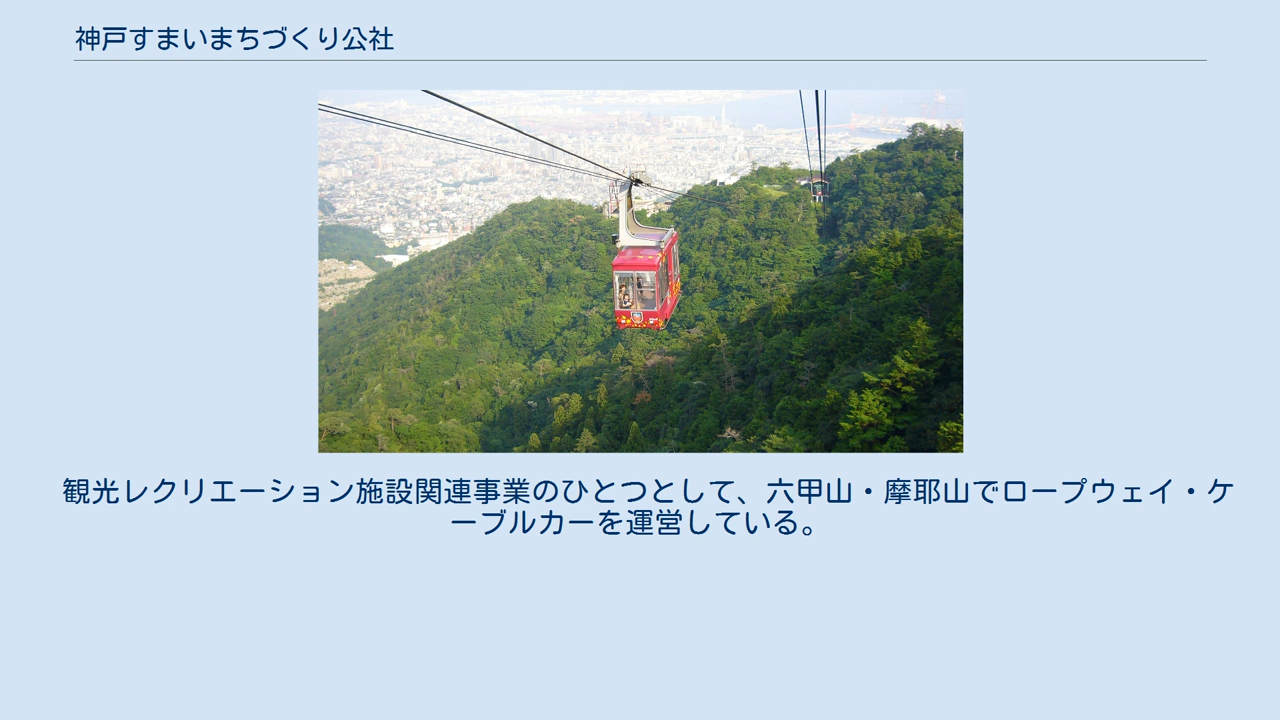 神戸すまいまちづくり公社
観光レクリエーション施設関連事業のひとつとして、六甲山・摩耶山でロープウェイ・ケ
ーブルカーを運営している。